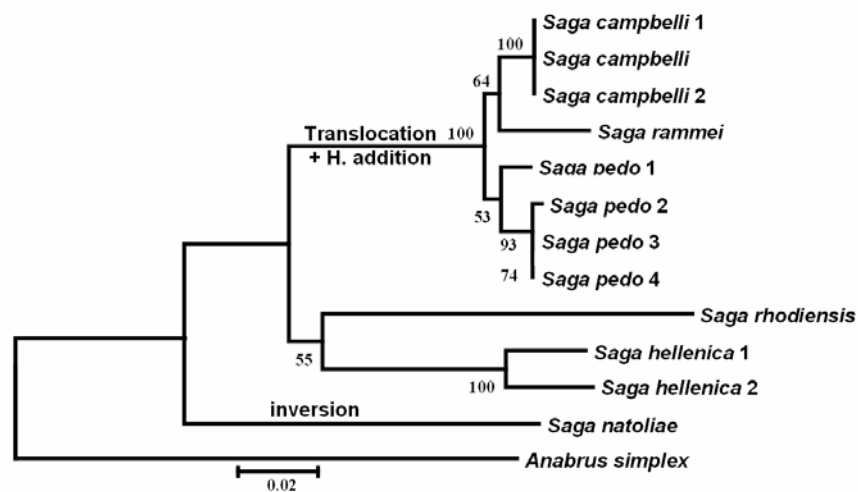 Saga campbelli 1
100
Saga campbelli
64
Saga campbelli 2
Translocation
100
Saga rammei
+ H. addition
Saga pedo 1
Saga pedo 2
53
93
Saga pedo 3
74
Saga pedo 4
Saga rhodiensis
Saga hellenica 1
55
100
Saga hellenica 2
inversion
Saga natoliae
Anabrus simplex
0.02